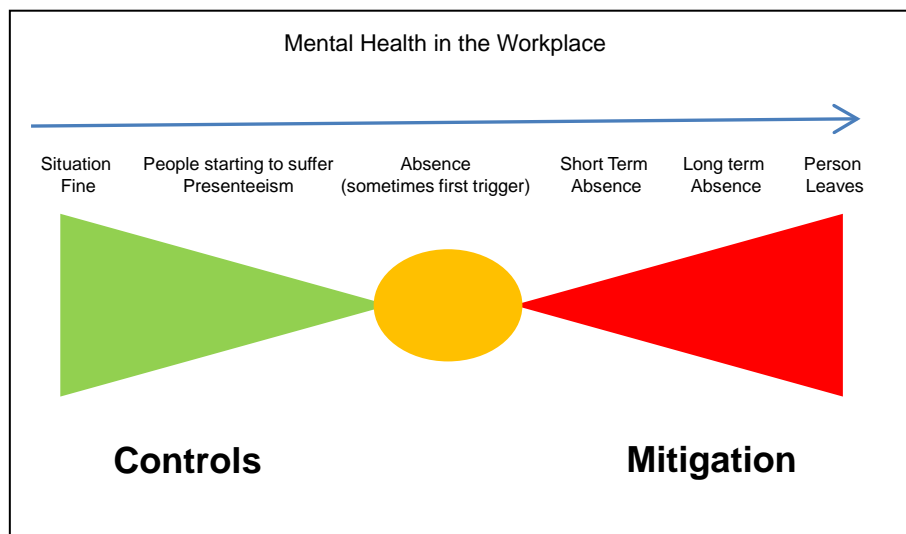 Mental Health in the Workplace
Situation
Fine
People starting to suffer
Presenteeism
Absence
(sometimes first trigger)
Short Term
Absence
Long term
Absence
Person
Leaves
Controls
Mitigation